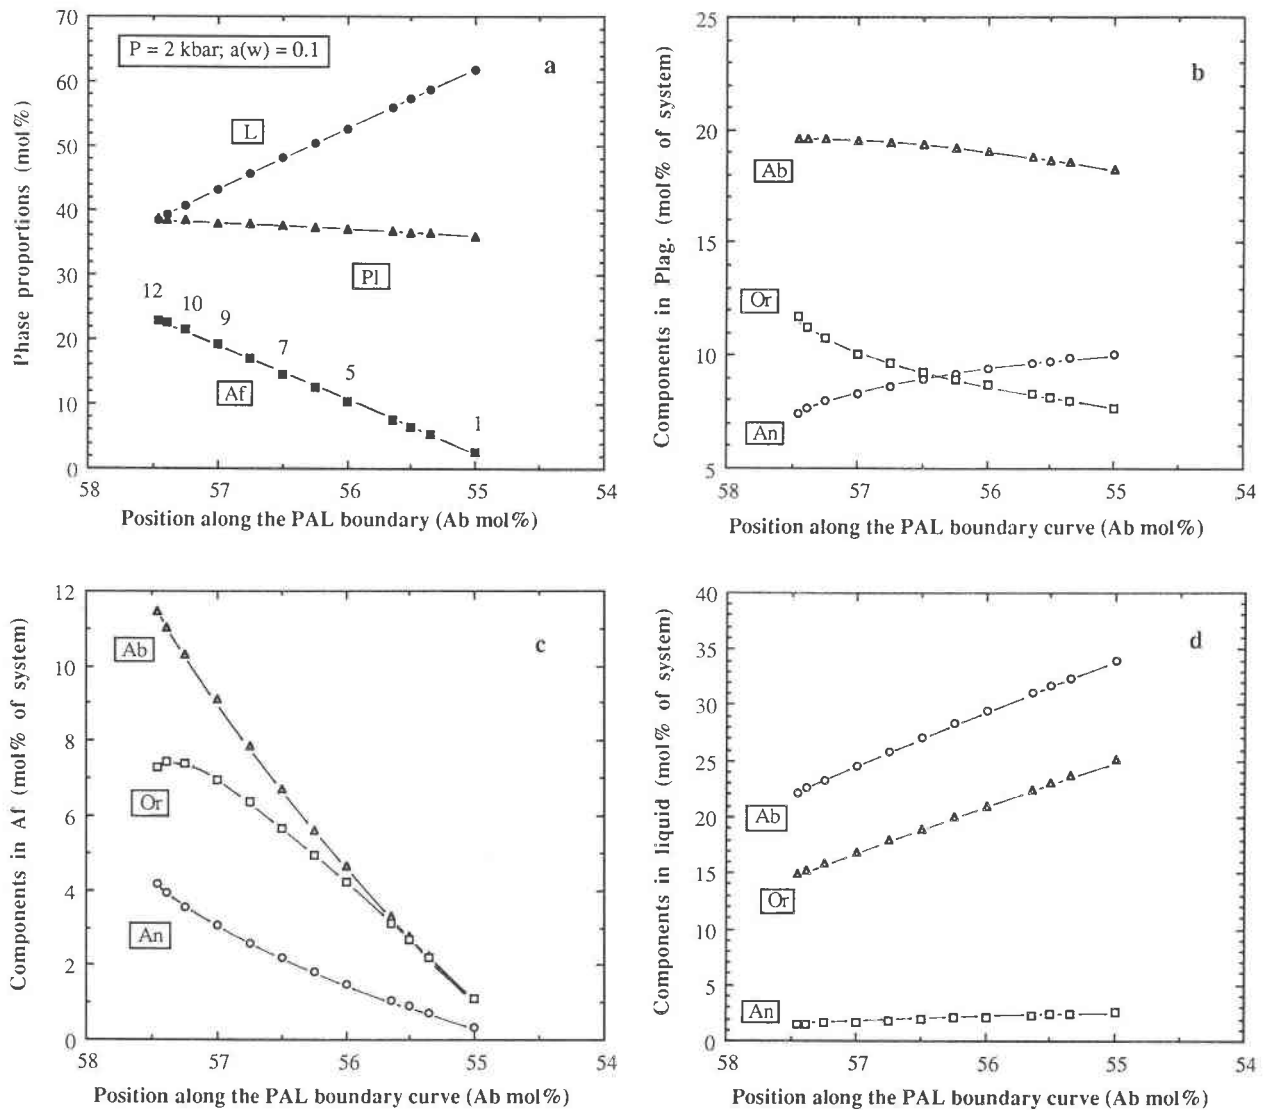 P = 2 kbar; a(w) = 0.1
a
L
Pl
Af
12
10
9
7
5
1
70
60
50
40
30
20
10
0
58
57
56
55
54
Phase proportions (mol%)
Position along the PAL boundary (Ab mol%)
b
Ab
Or
An
25
20
15
10
5
58
57
56
55
54
Components in Plag. (mol% of system)
Position along the PAL boundary curve (Ab mol%)
c
Ab
Or
An
12
10
8
6
4
2
0
58
57
56
55
54
Components in Af (mol% of system)
Position along the PAL boundary curve (Ab mol%)
d
Ab
Or
An
40
35
30
25
20
15
10
5
0
58
57
56
55
54
Components in liquid (mol% of system)
Position along the PAL boundary curve (Ab mol%)